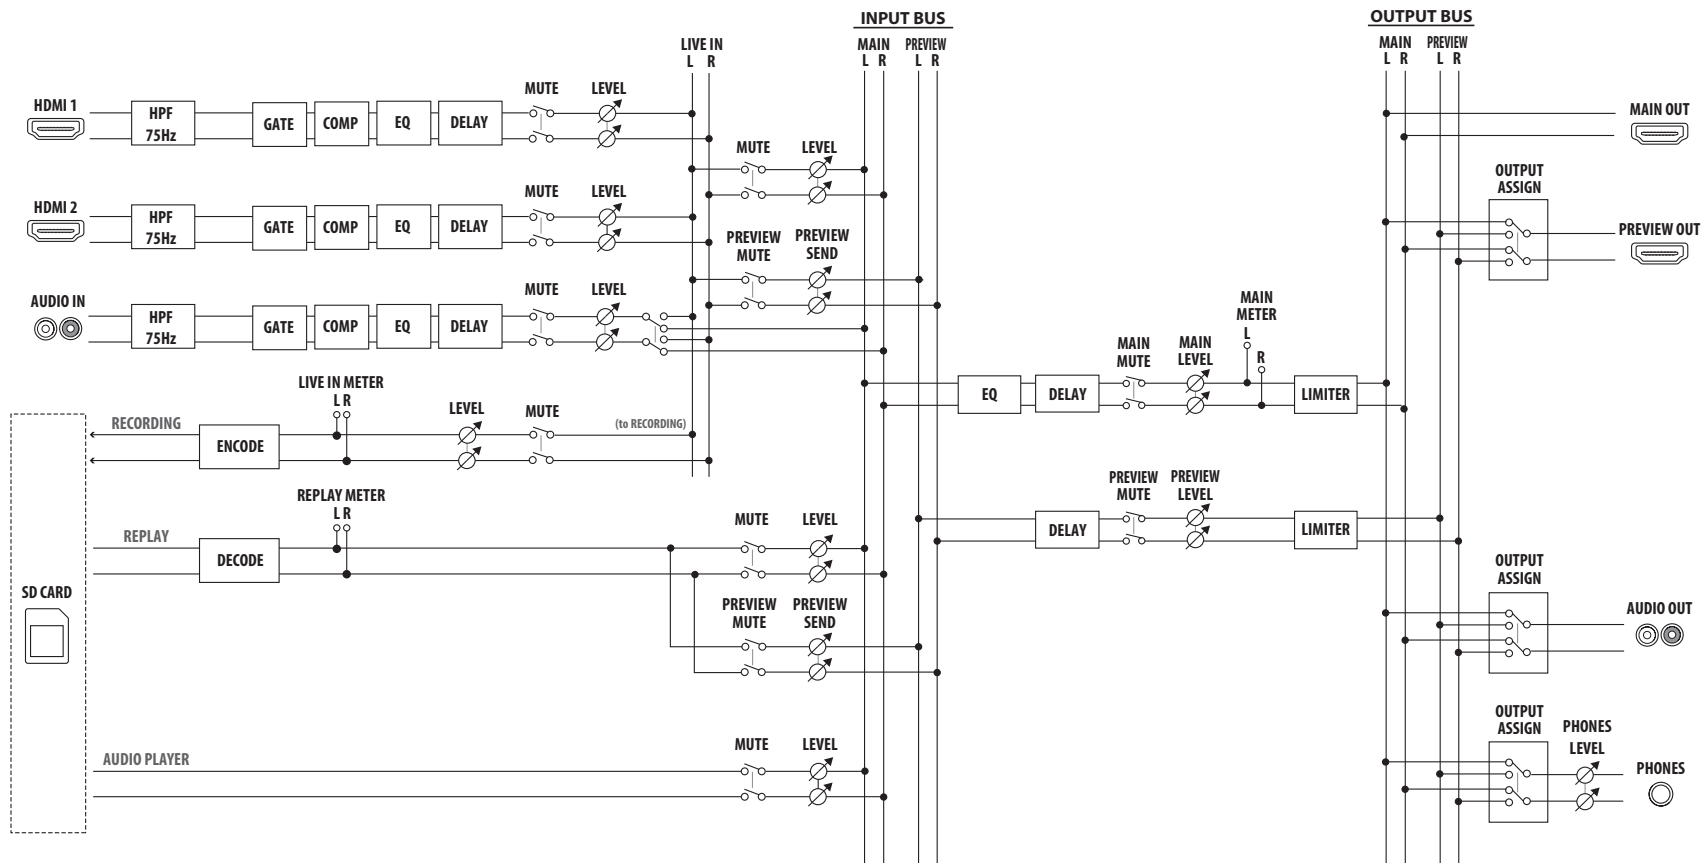 INPUT BUS
OUTPUT BUS
LIVE IN
L R
MAIN
L R
PREVIEW
L R
MAIN
L R
PREVIEW
L R
HDMI 1
HPF
75Hz
GATE
COMP
EQ
DELAY
MUTE
LEVEL
MAIN OUT
MUTE
LEVEL
HDMI 2
HPF
75Hz
GATE
COMP
EQ
DELAY
MUTE
LEVEL
OUTPUT
ASSIGN
PREVIEW OUT
PREVIEW
MUTE
PREVIEW
SEND
AUDIO IN
HPF
75Hz
GATE
COMP
EQ
DELAY
MUTE
LEVEL
EQ
DELAY
MAIN
MUTE
MAIN
LEVEL
MAIN
METER
L
R
LIMITER
LIVE IN METER
L R
RECORDING
ENCODE
LEVEL
MUTE
(to RECORDING)
REPLAY METER
L R
REPLAY
DECODE
MUTE
LEVEL
DELAY
PREVIEW
MUTE
PREVIEW
LEVEL
LIMITER
SD CARD
PREVIEW
MUTE
PREVIEW
SEND
OUTPUT
ASSIGN
AUDIO OUT
AUDIO PLAYER
MUTE
LEVEL
OUTPUT
ASSIGN
PHONES
LEVEL
PHONES